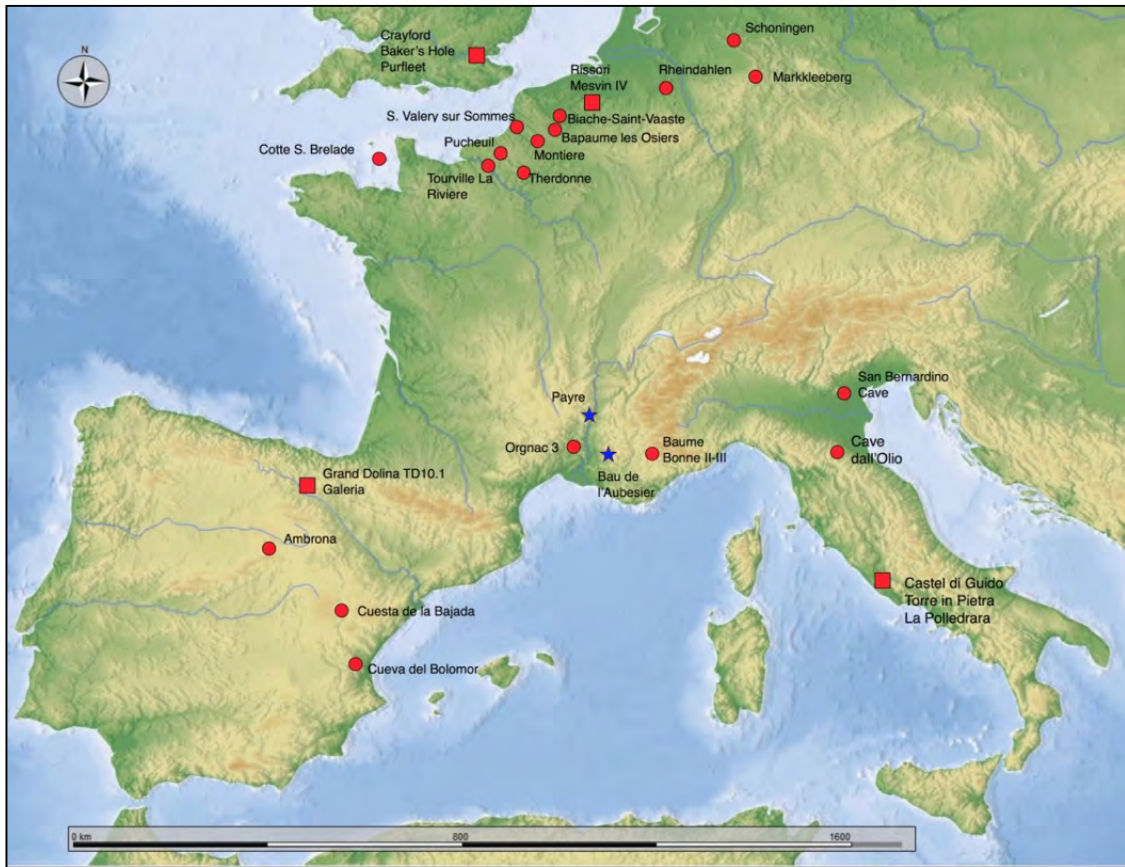 N
Crayford
Baker's Hole
Purfleet
Schoningen
Rissori
Mesvin IV
Rheindahlen
Markkleeberg
S. Valery sur Sommes
Biache-Saint-Vaaste
Bapaume les Osiers
Pucheuil
Montiere
Cotte S. Brelade
Tourville La
Riviere
Therdonne
Payre
San Bernardino
Cave
Orgnac 3
Baume
Bonne II-III
Cave
dall'Olio
Bau de
l'Aubesier
Grand Dolina TD10.1
Galeria
Ambrona
Castel di Guido
Torre in Pietra
La Polledrara
Cuesta de la Bajada
Cueva del Bolomor
0 km
800
1600